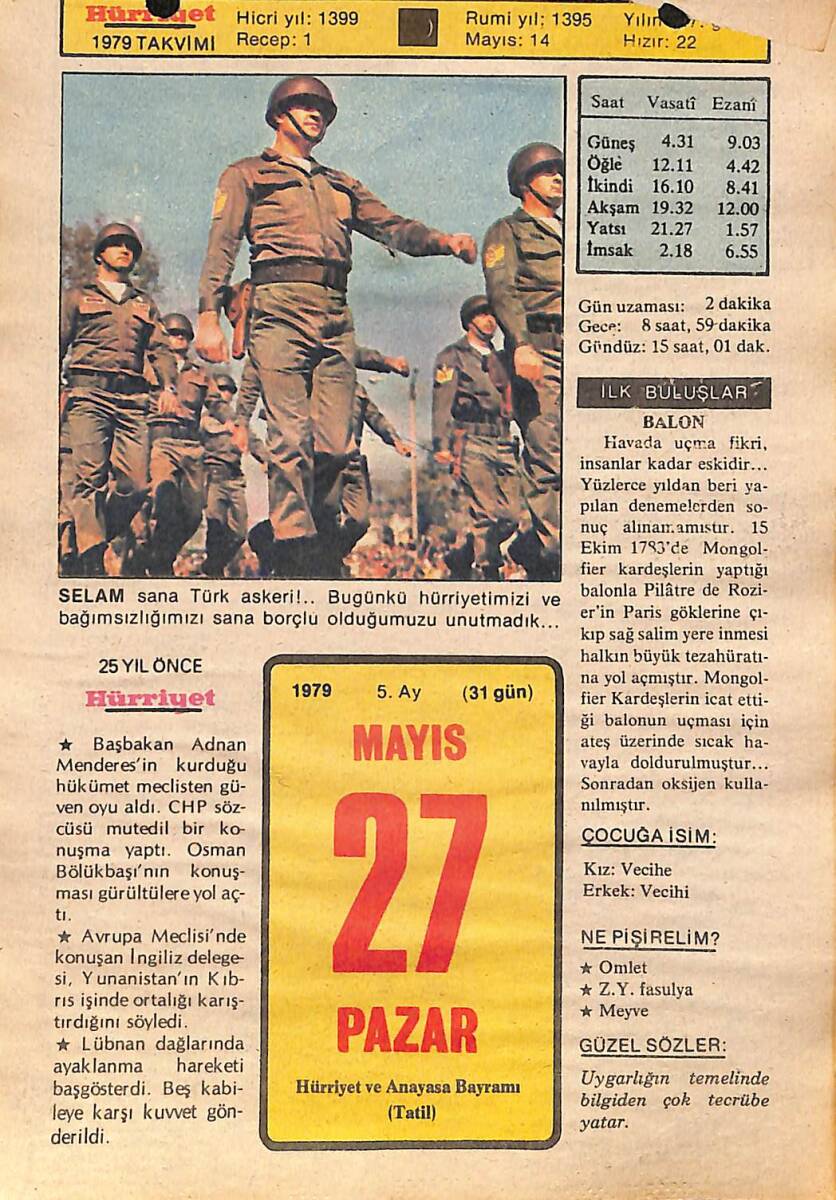 Hürriyet
1979 TAKVİMİ
Hicri yıl: 1399
Recep: 1
Rumi yıl: 1395
Mayıs: 14
Hızır: 22
Saat Vasatî Ezanî
Güneş 4.31 9.03
Öğle 12.11 4.42
İkindi 16.10 8.41
Akşam 19.32 12.00
Yatsı 21.27 1.57
İmsak 2.18 6.55
Gün uzaması: 2 dakika
Gece: 8 saat, 59 dakika
Gündüz: 15 saat, 01 dak.
SELAM sana Türk askeri!.. Bugünkü hürriyetimizi ve
bağımsızlığımızı sana borçlu olduğumuzu unutmadık...
İLK BULUŞLAR
BALON
Havada uçma fikri,
insanlar kadar eskidir...
Yüzlerce yıldan beri ya-
pılan denemelerden so-
nuç alınamamıştır. 15
Ekim 1783'de Mongol-
fier kardeşlerin yaptığı
balonla Pilâtre de Rozi-
er'in Paris göklerine çı-
kıp sağ salim yere inmesi
halkın büyük tezahüratı-
na yol açmıştır. Mongol-
fier Kardeşlerin icat etti-
ği balonun uçması için
ateş üzerinde sıcak ha-
vayla doldurulmuştur...
Sonradan oksijen kulla-
nılmıştır.
ÇOCUĞA İSİM:
Kız: Vecihe
Erkek: Vecihi
NE PİŞİRELİM?
★ Omlet
★ Z.Y. fasulya
★ Meyve
GÜZEL SÖZLER:
Uygarlığın temelinde
bilgiden çok tecrübe
yatar.
25 YIL ÖNCE
Hürriyet
★ Başbakan Adnan
Menderes'in kurduğu
hükümet meclisten gü-
ven oyu aldı. CHP söz-
cüsü mutedil bir ko-
nuşma yaptı. Osman
Bölükbaşı'nın konuş-
ması gürültülere yol aç-
tı.
★ Avrupa Meclisi'nde
konuşan İngiliz delege-
si, Yunanistan'ın Kıb-
rıs işinde ortalığı karış-
tırdığını söyledi.
★ Lübnan dağlarında
ayaklanma hareketi
başgösterdi. Beş kabi-
leye karşı kuvvet gön-
derildi.
1979 5. Ay (31 gün)
MAYIS
27
PAZAR
Hürriyet ve Anayasa Bayramı
(Tatil)